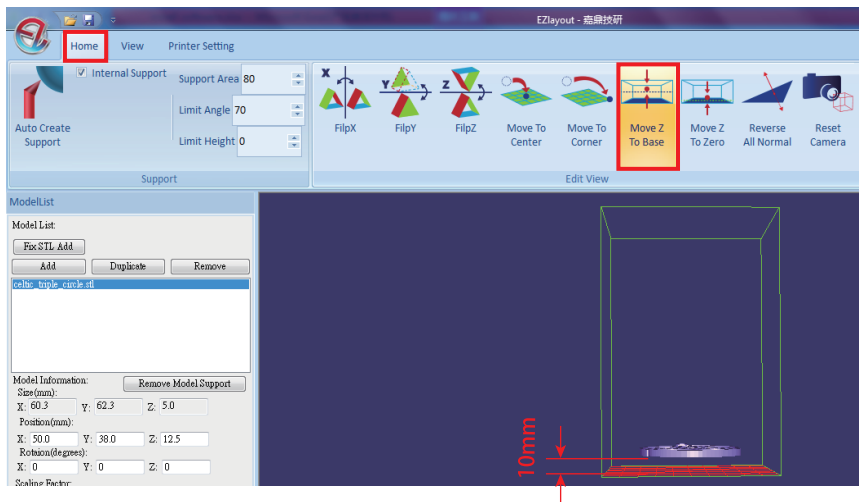 EZlayout - 嘉鼎技研
Home View Printer Setting
Internal Support
Support Area 80
Limit Angle 70
Limit Height 0
Auto Create
Support
Support
X
Y
Z
FilpX
FilpY
FilpZ
Move To
Center
Move To
Corner
Move Z
To Base
Move Z
To Zero
Reverse
All Normal
Reset
Camera
Edit View
ModelList
Model List:
Fix STL Add
Add Duplicate Remove
celtic_triple_circle.stl
Model Information: Remove Model Support
Size(mm):
X: 60.3 Y: 62.3 Z: 5.0
Position(mm):
X: 50.0 Y: 38.0 Z: 12.5
Rotaion(degrees):
X: 0 Y: 0 Z: 0
Scaling Factor:
10mm